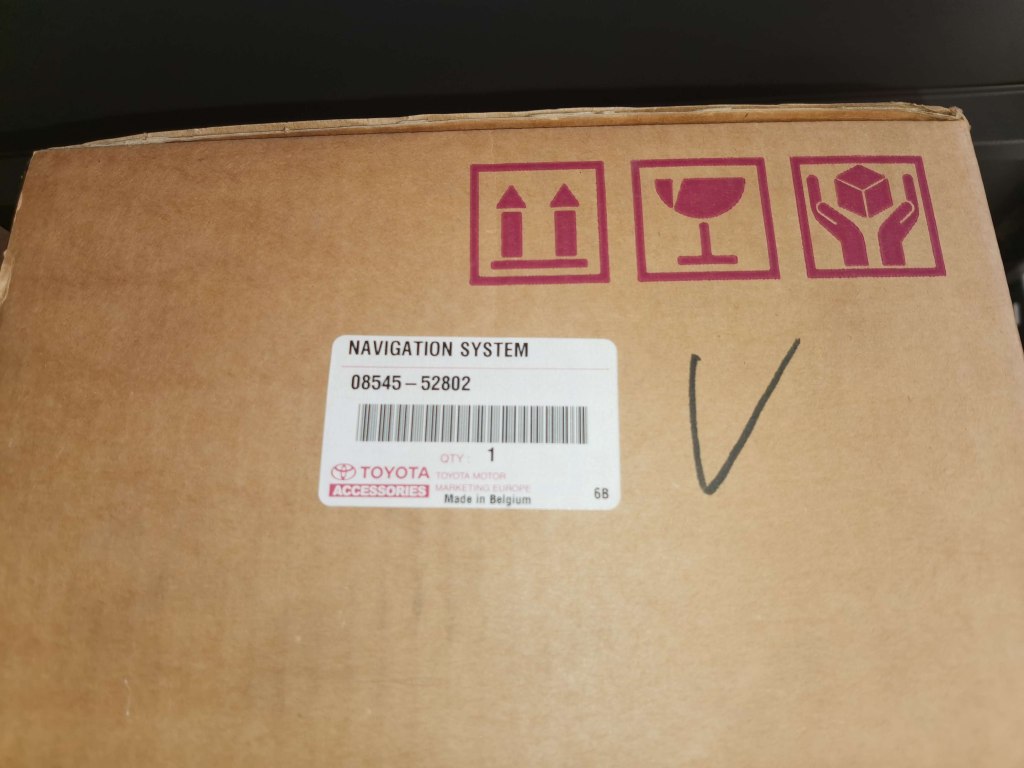 NAVIGATION SYSTEM
08545-52802
QTY: 1
TOYOTA TOYOTA MOTOR
ACCESSORIES MARKETING EUROPE
Made in Belgium 6B
V